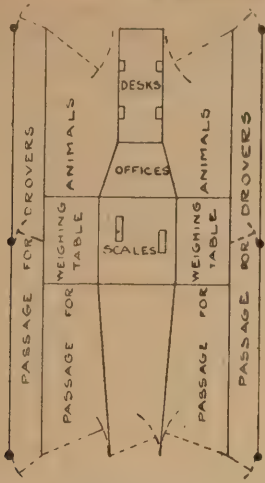 PASSAGE FOR DROVERS
PASSAGE FOR ANIMALS
WEIGHING TABLE
DESKS
OFFICES
SCALES
PASSAGE FOR ANIMALS
WEIGHING TABLE
PASSAGE FOR DROVERS